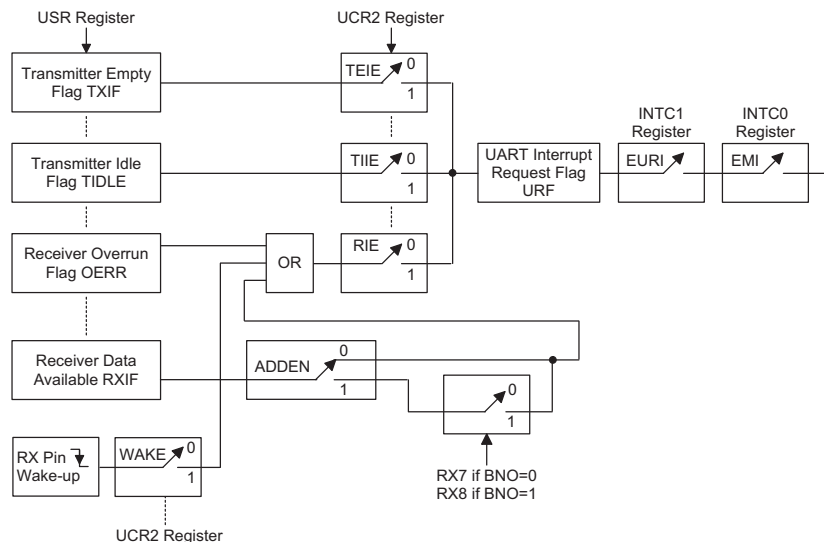 USR Register
UCR2 Register
Transmitter Empty
Flag TXIF
TEIE
0
1
INTC1
Register
INTC0
Register
Transmitter Idle
Flag TIDLE
TIIE
0
1
UART Interrupt
Request Flag
URF
EURI
EMI
Receiver Overrun
Flag OERR
OR
RIE
0
1
Receiver Data
Available RXIF
ADDEN
0
1
0
1
RX Pin
Wake-up
WAKE
0
1
RX7 if BNO=0
RX8 if BNO=1
UCR2 Register